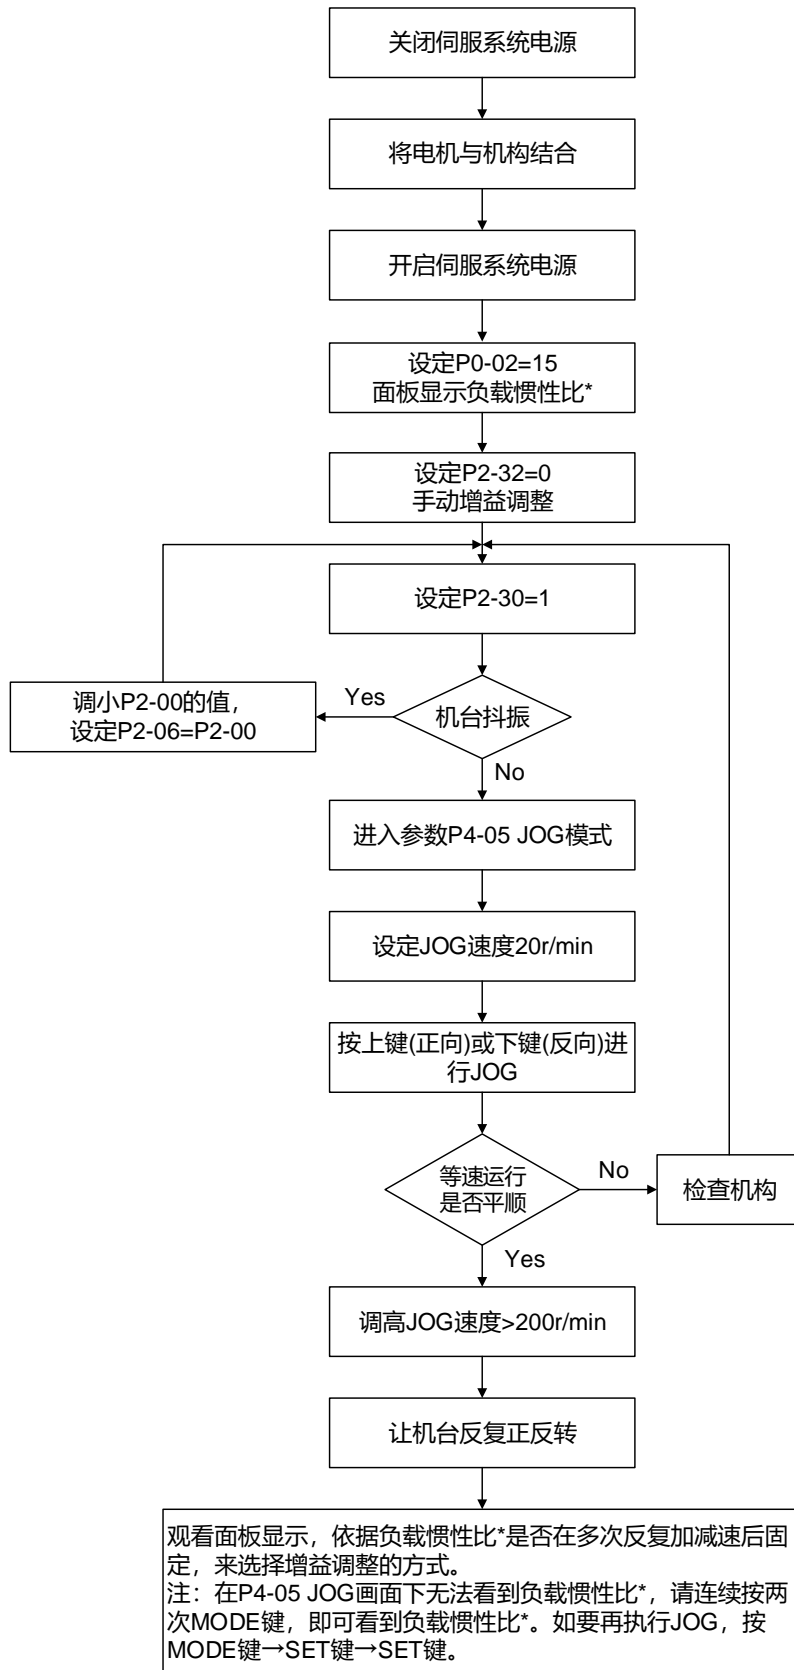 关闭伺服系统电源
将电机与机构结合
开启伺服系统电源
设定P0-02=15
面板显示负载惯性比*
设定P2-32=0
手动增益调整
设定P2-30=1
调小P2-00的值，
设定P2-06=P2-00
Yes
机台抖振
No
进入参数P4-05 JOG模式
设定JOG速度20r/min
按上键(正向)或下键(反向)进
行JOG
等速运行
是否平顺
No
检查机构
Yes
调高JOG速度>200r/min
让机台反复正反转
观看面板显示，依据负载惯性比*是否在多次反复加减速后固
定，来选择增益调整的方式。
注：在P4-05 JOG画面下无法看到负载惯性比*，请连续按两
次MODE键，即可看到负载惯性比*。如要再执行JOG，按
MODE键→SET键→SET键。